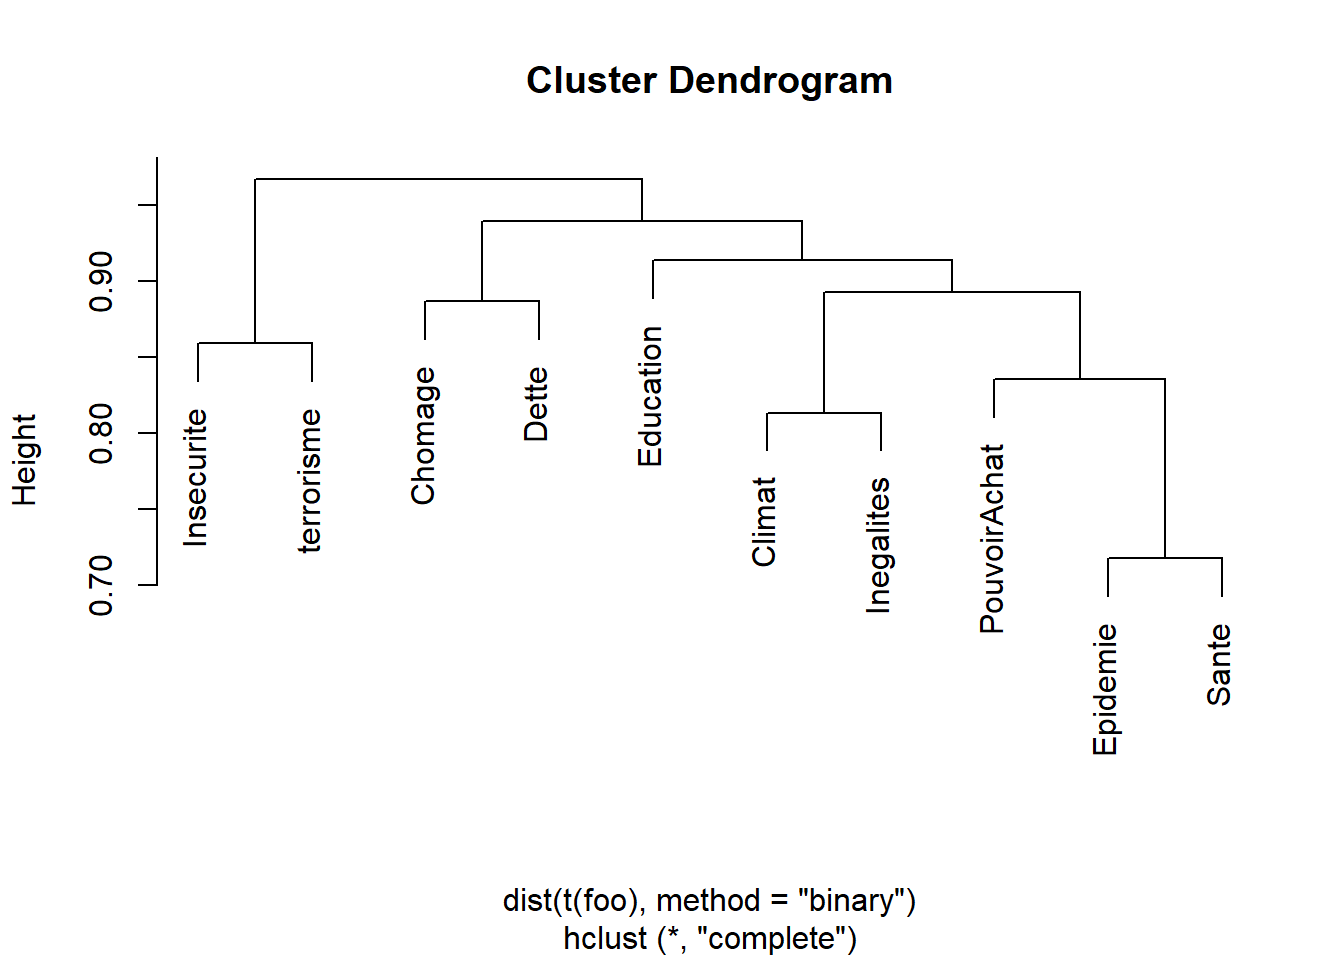 Cluster Dendrogram
Height
0.90
0.80
0.70
Insecurite
terrorisme
Chomage
Dette
Education
Climat
Inegalites
PouvoirAchat
Epidemie
Sante
dist(t(foo), method = "binary")
hclust (*, "complete")